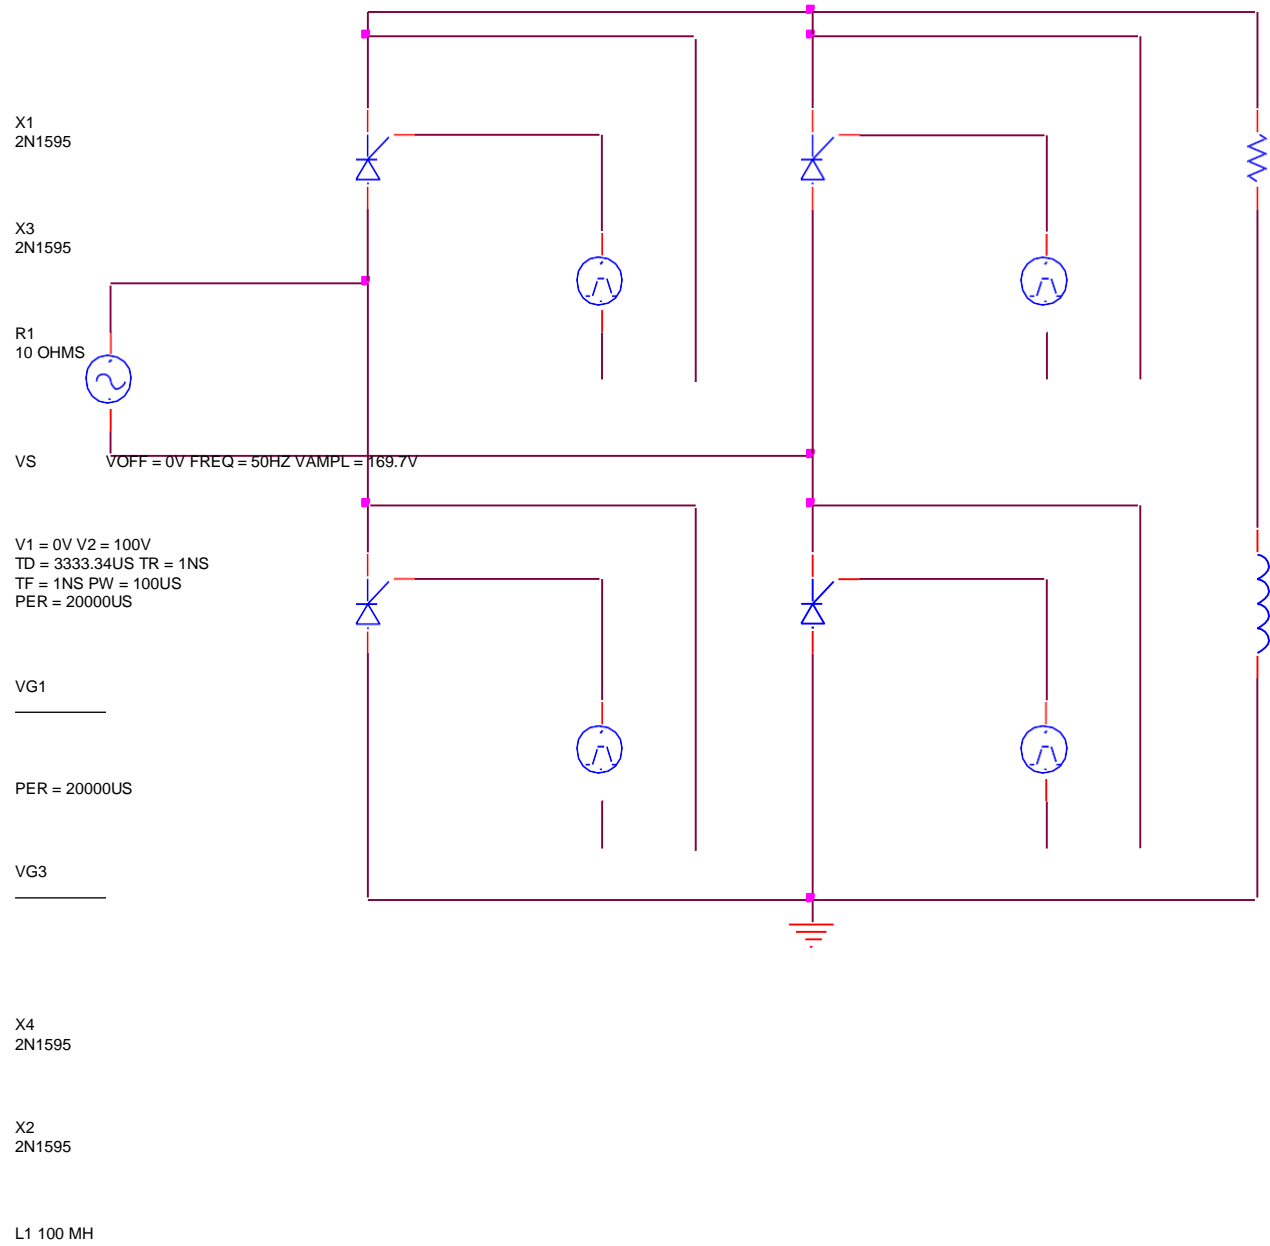 X1
2N1595
X3
2N1595
R1
10 OHMS
VS VOFF = 0V FREQ = 50HZ VAMPL = 169.7V
V1 = 0V V2 = 100V
TD = 3333.34US TR = 1NS
TF = 1NS PW = 100US
PER = 20000US
VG1
PER = 20000US
VG3
X4
2N1595
X2
2N1595
L1 100 MH